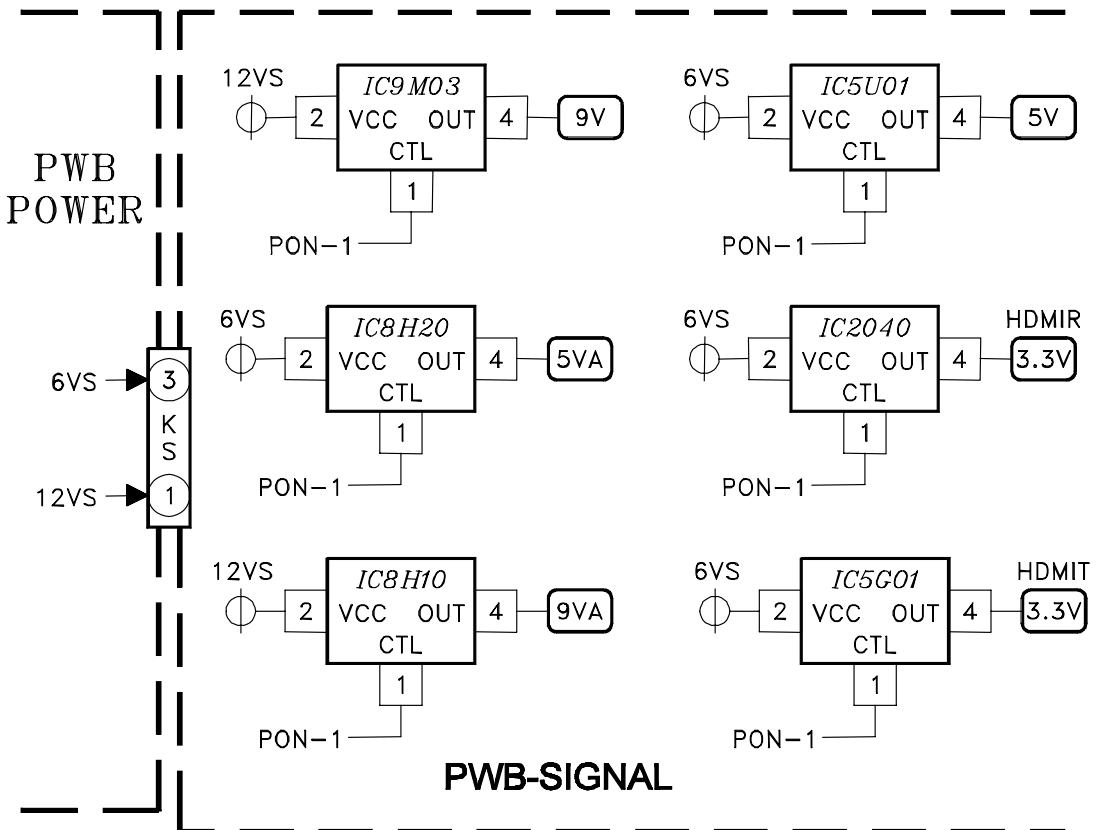 PWB
POWER
6VS
3
K
S
12VS
1
12VS
2
IC9M03
VCC OUT
CTL
4
9V
1
PON-1
6VS
2
IC5U01
VCC OUT
CTL
4
5V
1
PON-1
6VS
2
IC8H20
VCC OUT
CTL
4
5VA
1
PON-1
6VS
2
IC2040
VCC OUT
CTL
4
HDMIR
3.3V
1
PON-1
12VS
2
IC8H10
VCC OUT
CTL
4
9VA
1
PON-1
6VS
2
IC5G01
VCC OUT
CTL
4
HDMIT
3.3V
1
PON-1
PWB-SIGNAL